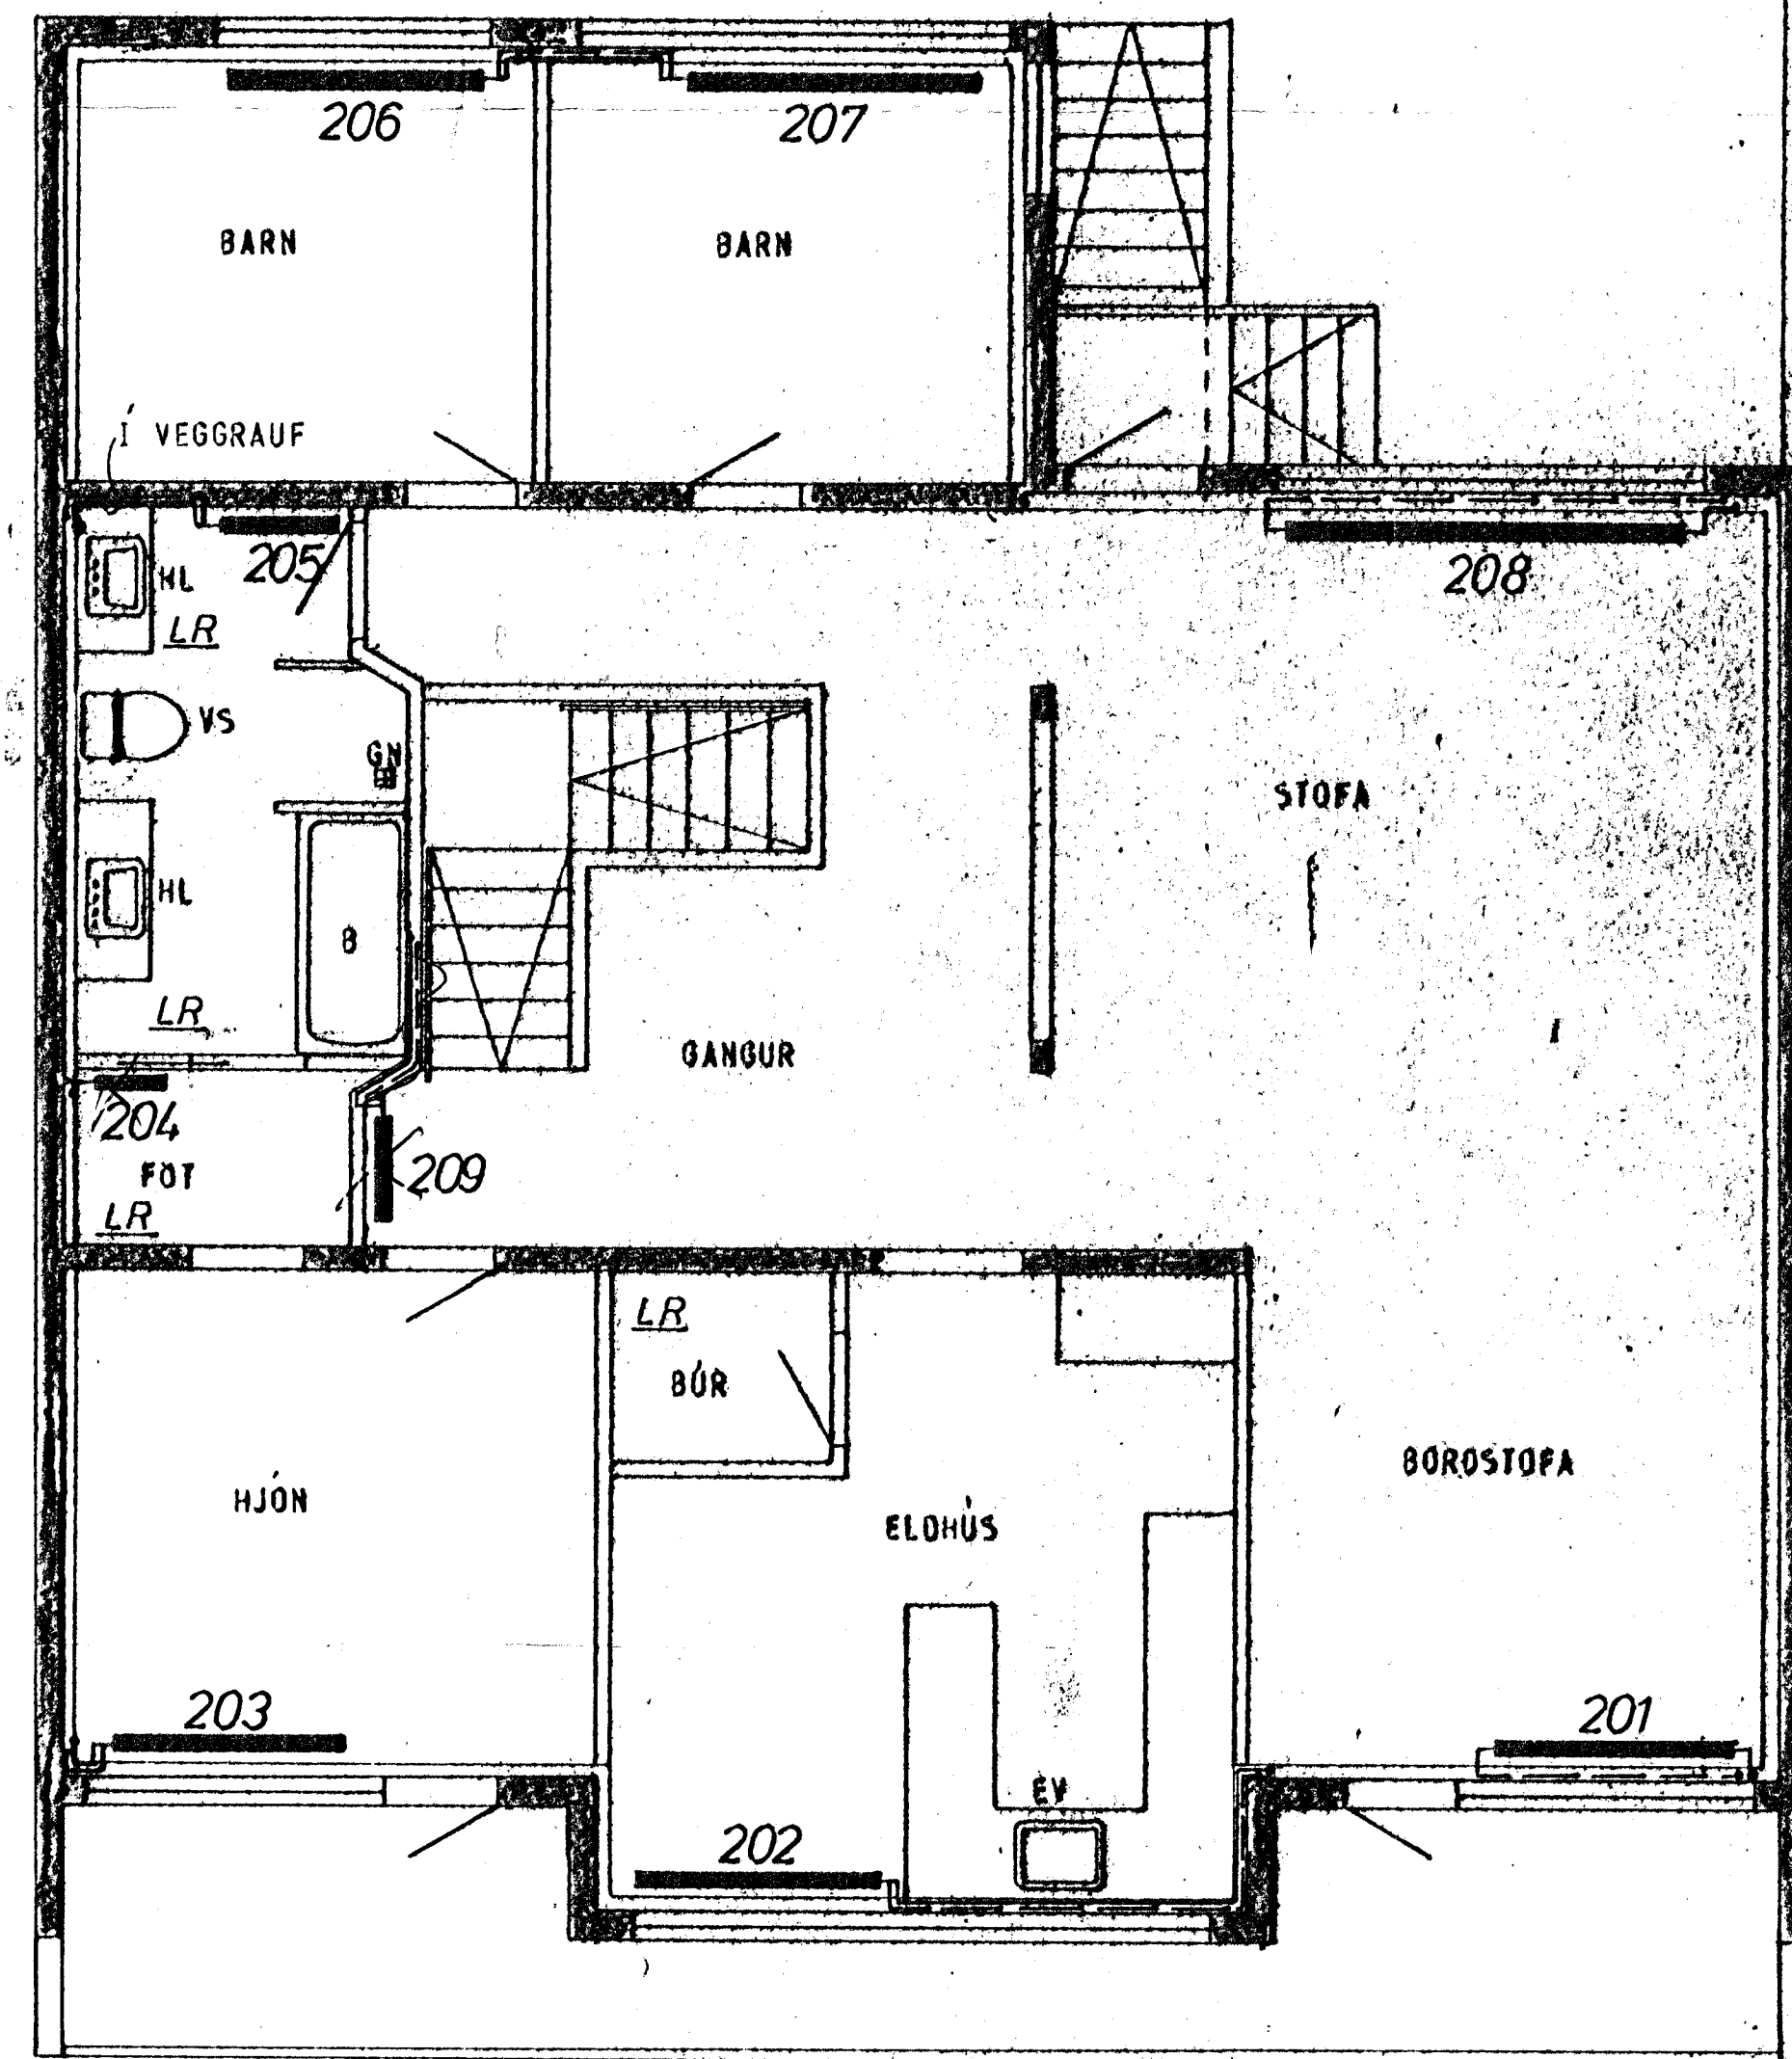 206
207
BARN
BARN
Í VEGGRAUF
205
208
HL
LR
VS
GN
STOFA
HL
B
LR
GANGUR
204
209
FÖT
LR
LR
BÚR
BORÐSTOFA
HJÓN
ELDHÚS
203
201
EV
202